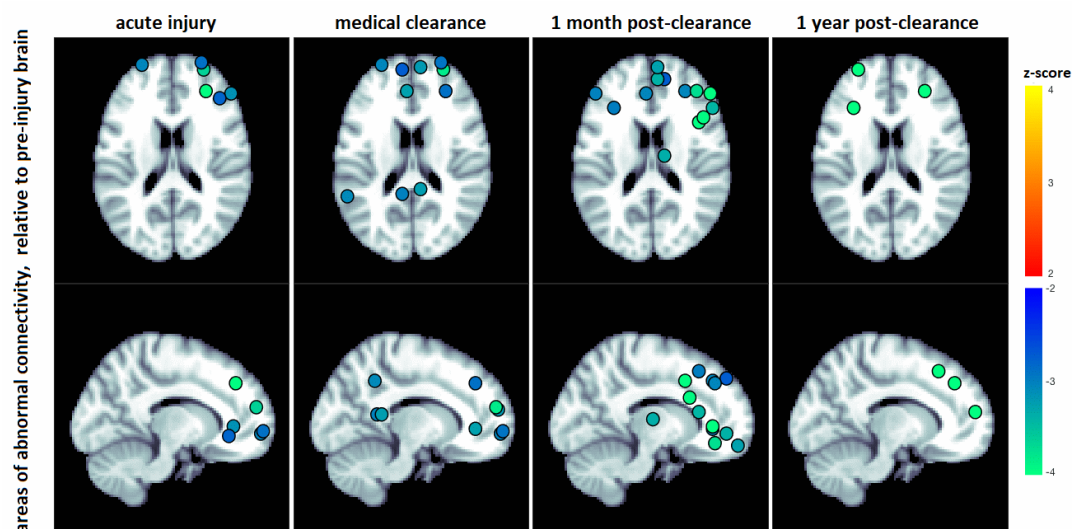 acute injury
medical clearance
1 month post-clearance
1 year post-clearance
areas of abnormal connectivity, relative to pre-injury brain
z-score
4
3
2
-2
-3
-4